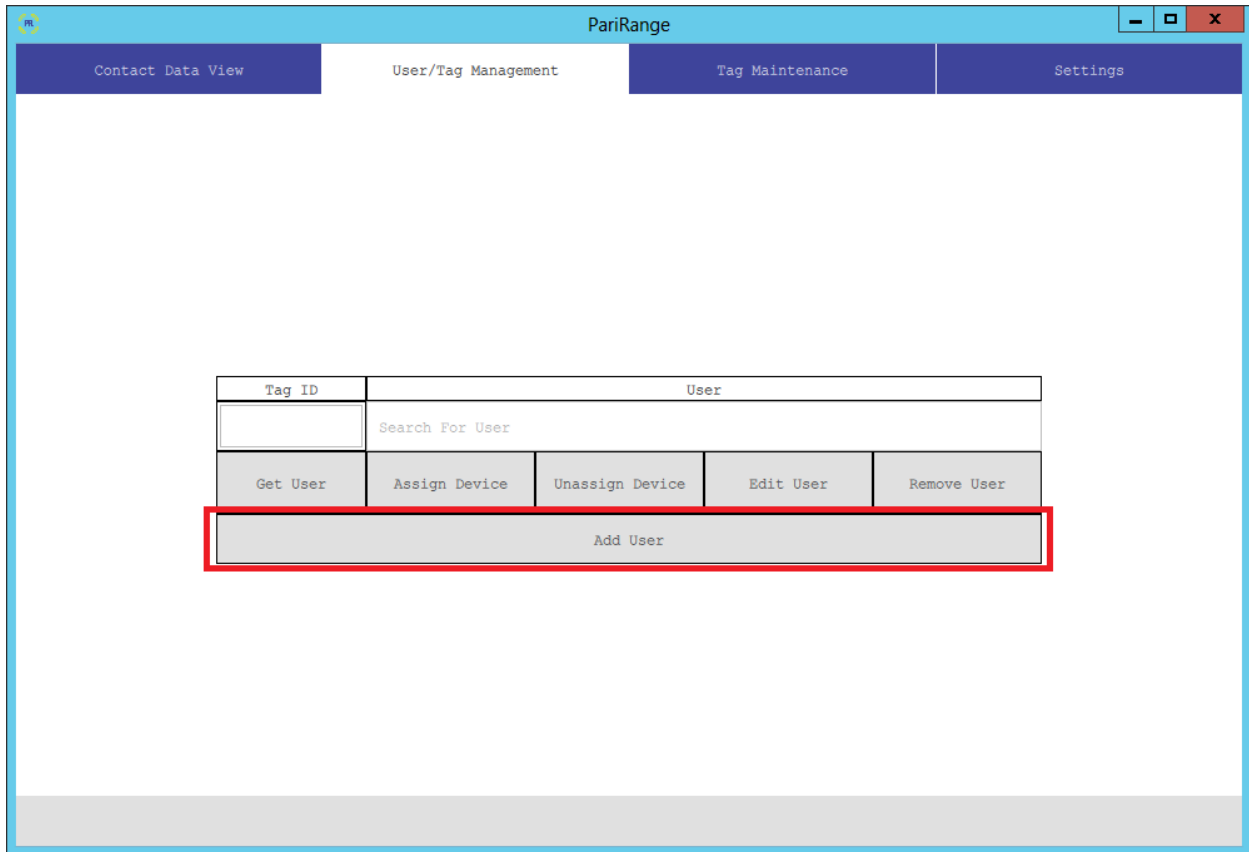 PR
PariRange
Contact Data View User/Tag Management Tag Maintenance Settings
Tag ID User
Search For User
Get User Assign Device Unassign Device Edit User Remove User
Add User